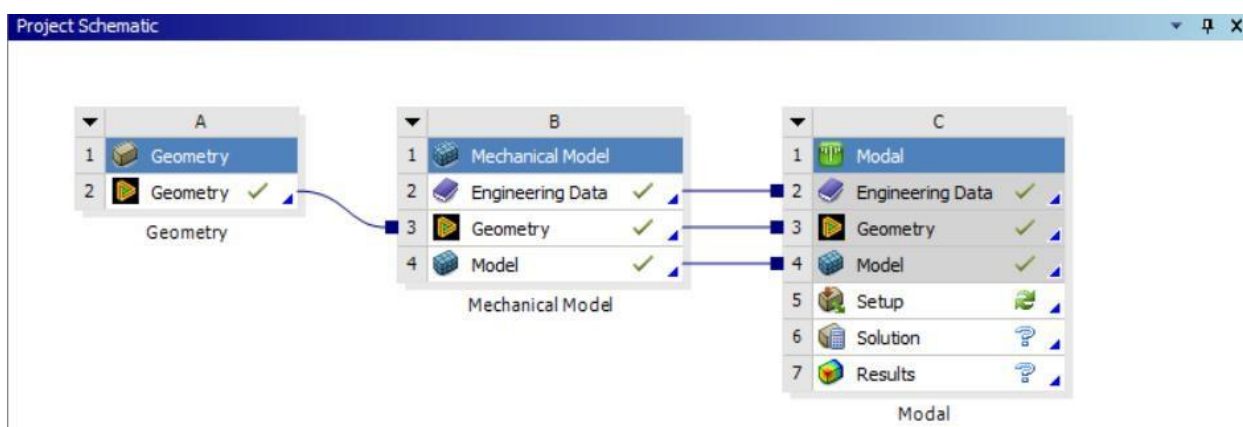 Project Schematic
A
1 Geometry
2 Geometry
Geometry
B
1 Mechanical Model
2 Engineering Data
3 Geometry
4 Model
Mechanical Model
C
1 Modal
2 Engineering Data
3 Geometry
4 Model
5 Setup
6 Solution
7 Results
Modal